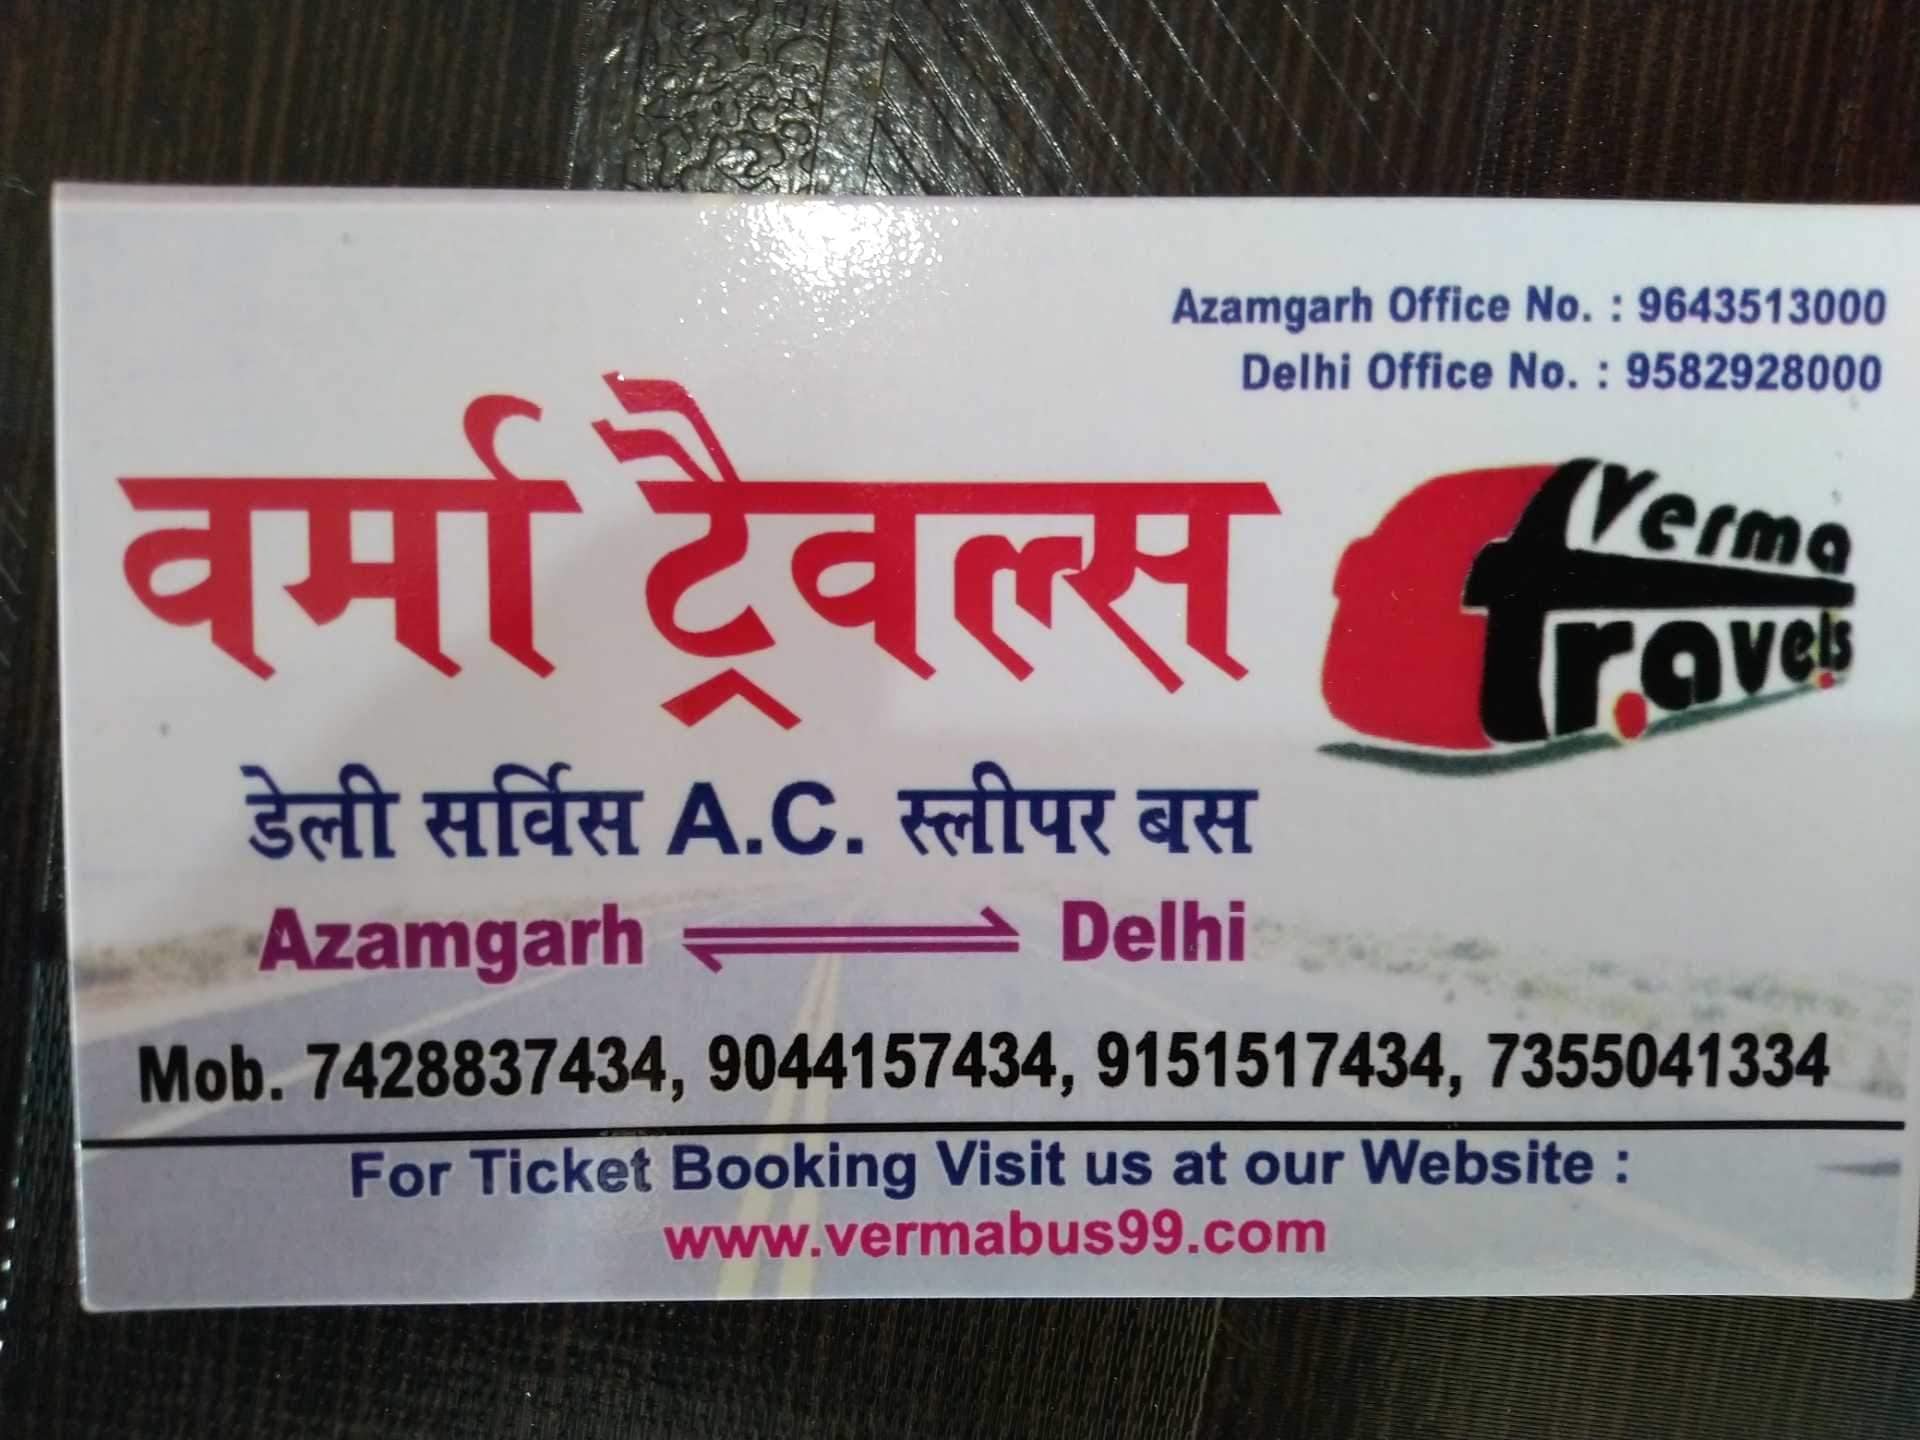 Azamgarh Office No. : 9643513000
Delhi Office No. : 9582928000
वर्मा ट्रैवल्स
Verma
travels
डेली सर्विस A.C. स्लीपर बस
Azamgarh Delhi
Mob. 7428837434, 9044157434, 9151517434, 7355041334
For Ticket Booking Visit us at our Website :
www.vermabus99.com